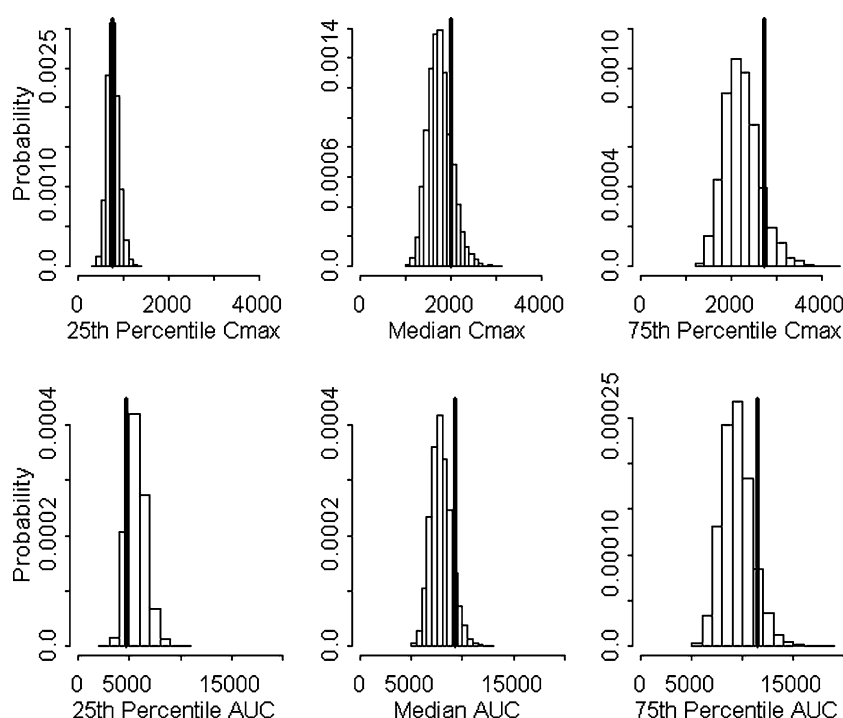 Probability
0.0 0.0010 0.0025
0 2000 4000
25th Percentile Cmax
0.0 0.0006 0.0014
0 2000 4000
Median Cmax
0.0 0.0004 0.0010
0 2000 4000
75th Percentile Cmax
Probability
0.0 0.0002 0.0004
0 5000 15000
25th Percentile AUC
0.0 0.0002 0.0004
0 5000 15000
Median AUC
0.0 0.00010 0.00025
0 5000 15000
75th Percentile AUC